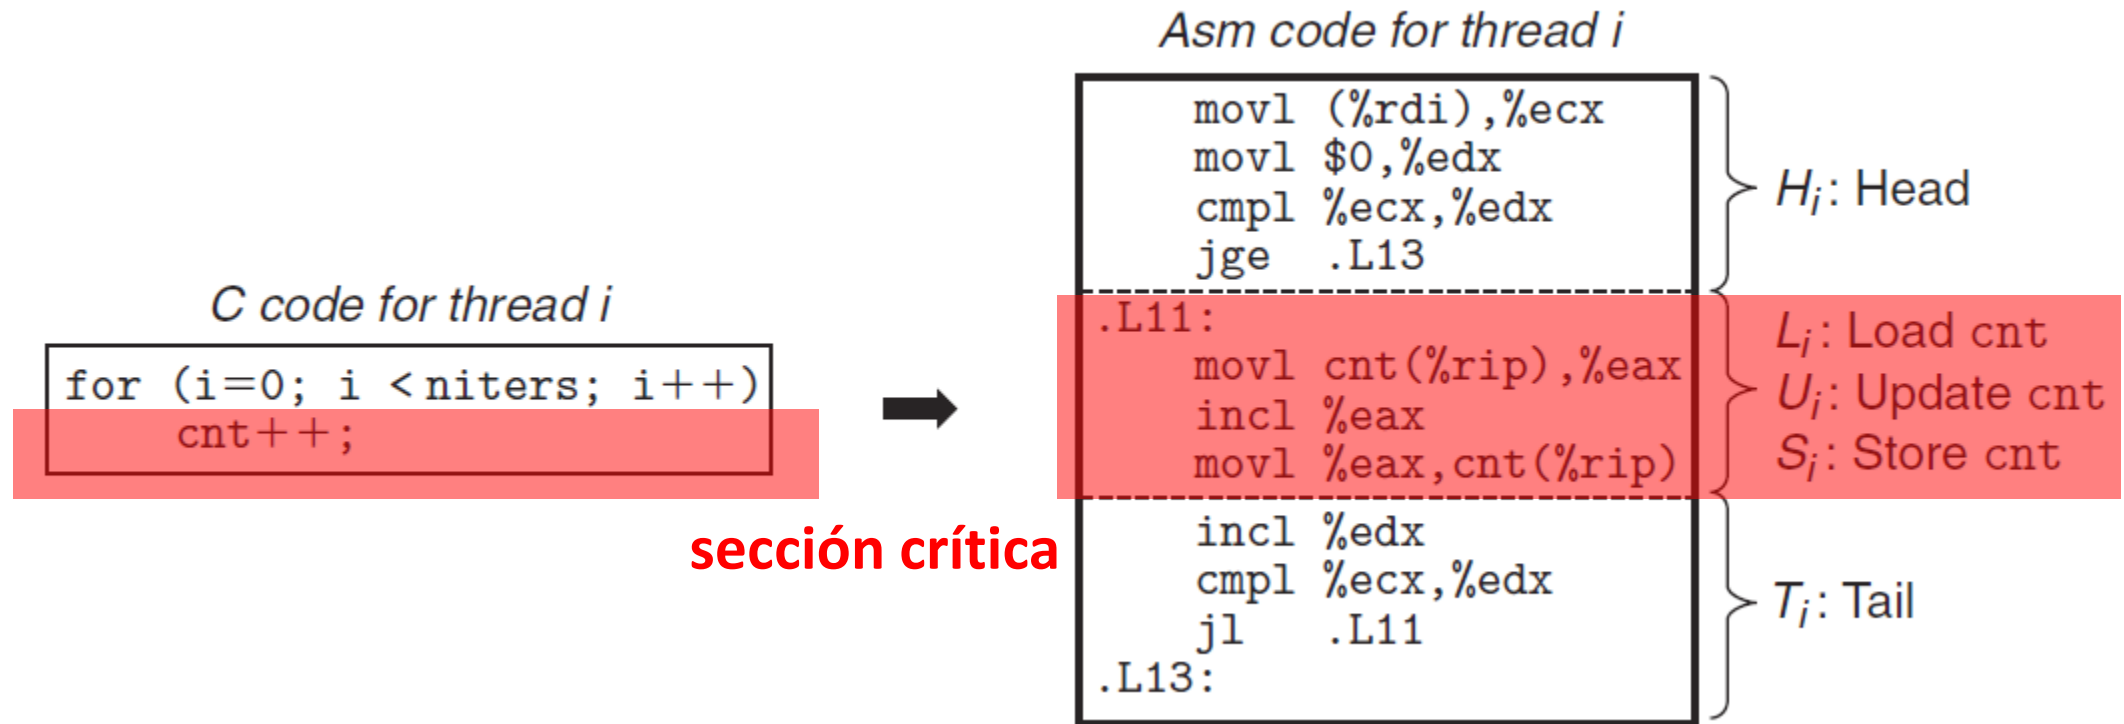 C code for thread i
for (i=0; i < niters; i++)
cnt++;
sección crítica
Asm code for thread i
movl (%rdi),%ecx
movl $0,%edx
cmpl %ecx,%edx
jge .L13
.L11:
movl cnt(%rip),%eax
incl %eax
movl %eax,cnt(%rip)
incl %edx
cmpl %ecx,%edx
jl .L11
.L13:
Hi: Head
Li: Load cnt
Ui: Update cnt
Si: Store cnt
Ti: Tail